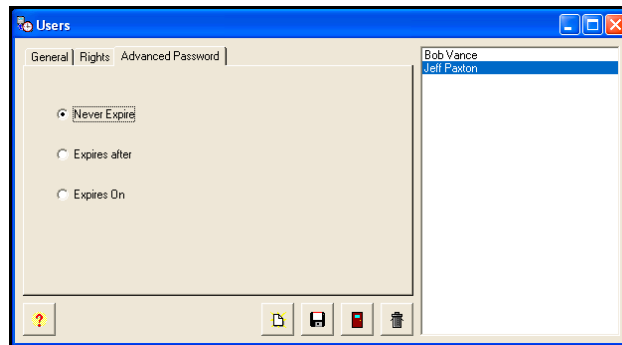 Users
General Rights Advanced Password
Never Expire
Expires after
Expires On
?
Bob Vance
Jeff Paxton